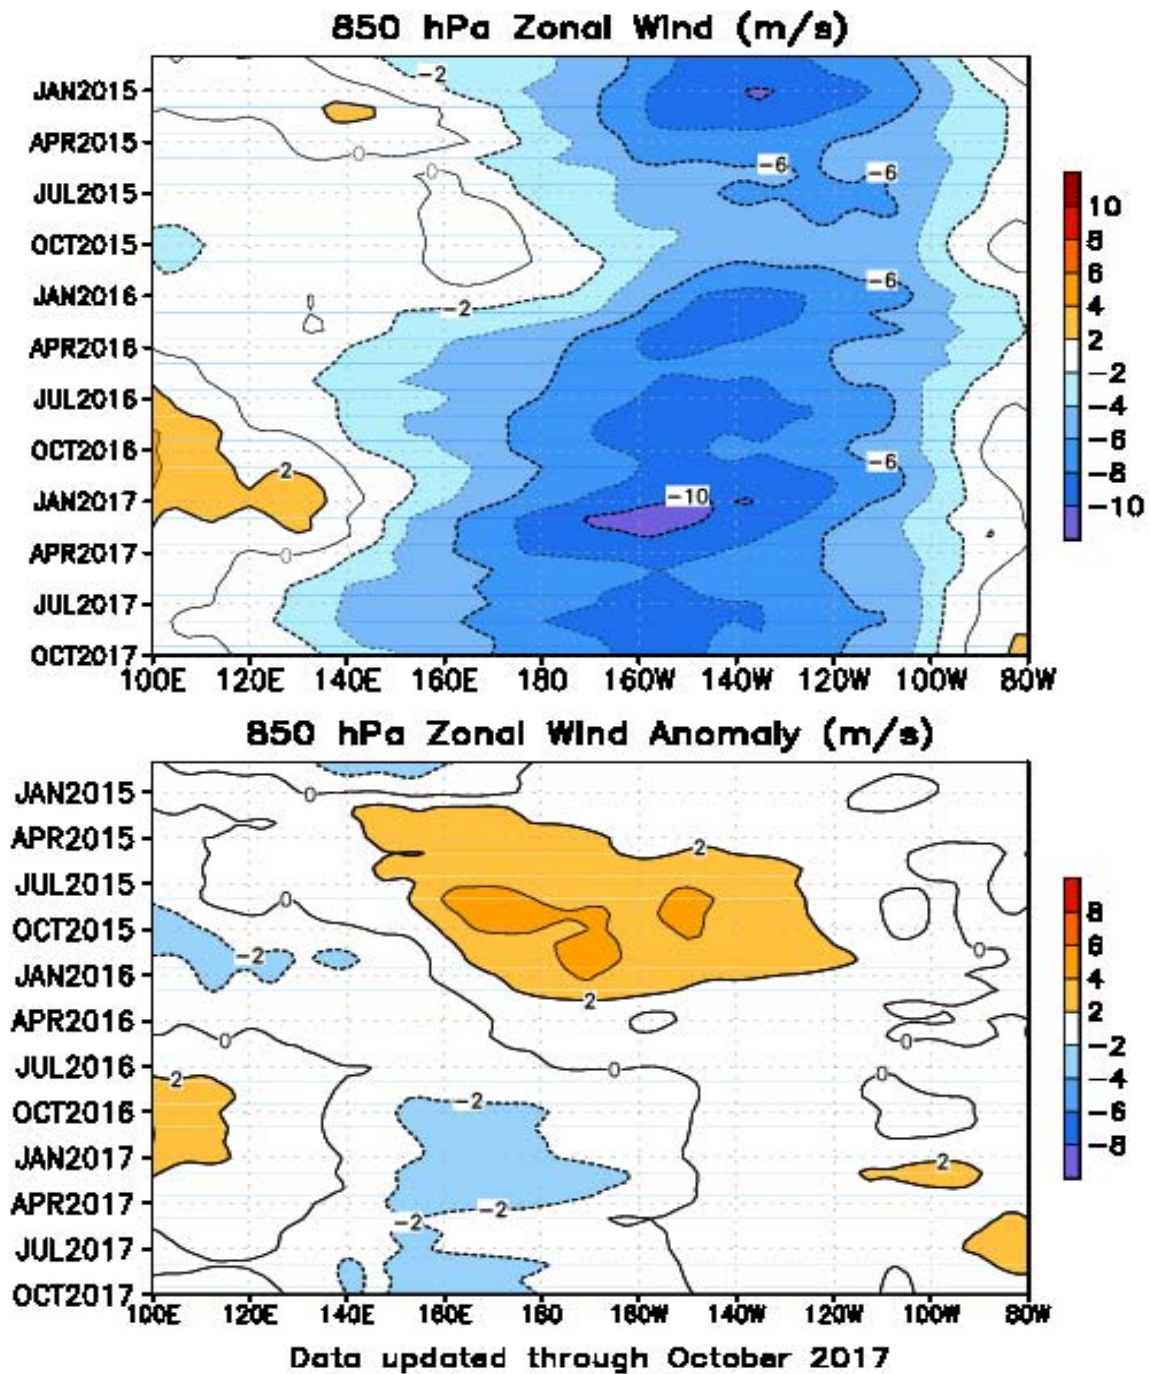 850 hPa Zonal Wind (m/s)
JAN2015
APR2015
JUL2015
OCT2015
JAN2016
APR2016
JUL2016
OCT2016
JAN2017
APR2017
JUL2017
OCT2017
-2
0
0
-6
-6
-6
0
-2
2
-6
-10
0
10
8
6
4
2
-2
-4
-6
-8
-10
100E 120E 140E 160E 180 160W 140W 120W 100W 80W
850 hPa Zonal Wind Anomaly (m/s)
JAN2015
APR2015
JUL2015
OCT2015
JAN2016
APR2016
JUL2016
OCT2016
JAN2017
APR2017
JUL2017
OCT2017
0
2
0
-2
0
2
0
0
0
2
0
-2
2
-2
-2
8
6
4
2
-2
-4
-6
-8
100E 120E 140E 160E 180 160W 140W 120W 100W 80W
Data updated through October 2017